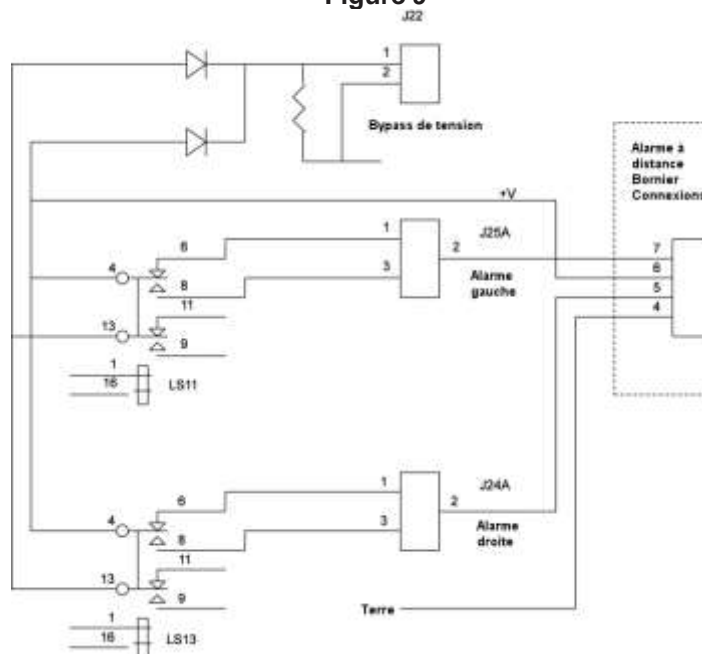 Figure 9
J22
1
2
Bypass de tension
Alarme à
distance
Bornier
Connexions
+V
6
1
J25A
2
7
4
3
Alarme
gauche
6
8
5
11
4
13
9
1
16
LS11
6
1
J24A
4
2
8
3
Alarme
droite
11
13
9
Terre
1
16
LS13